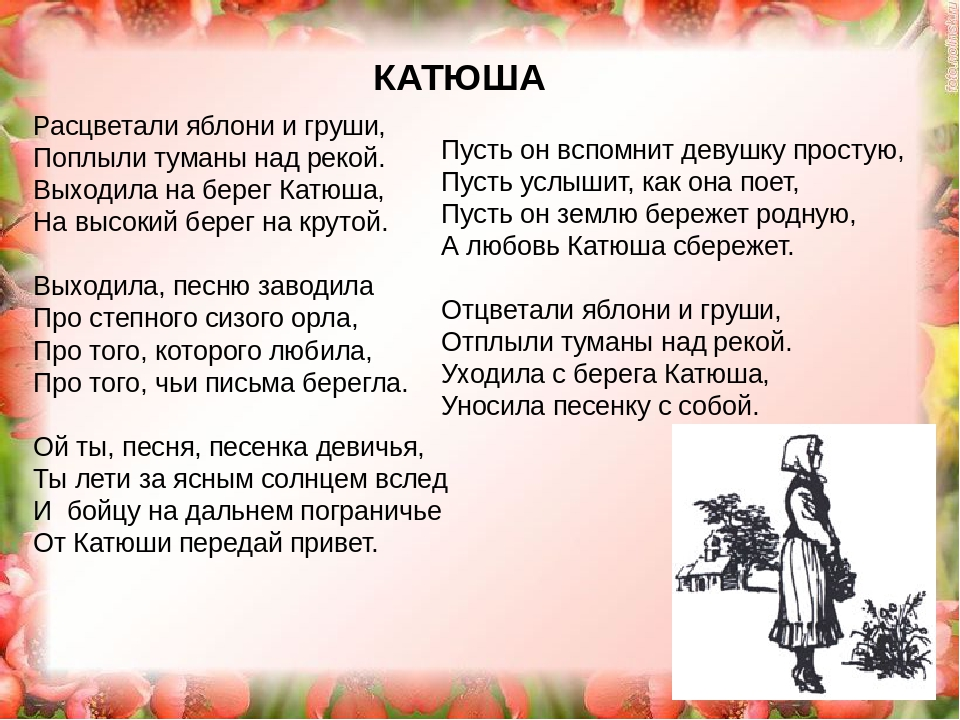 КАТЮША
Расцветали яблони и груши,
Поплыли туманы над рекой.
Выходила на берег Катюша,
На высокий берег на крутой.
Выходила, песню заводила
Про степного сизого орла,
Про того, которого любила,
Про того, чьи письма берегла.
Ой ты, песня, песенка девичья,
Ты лети за ясным солнцем вслед
И  бойцу на дальнем пограничье
От Катюши передай привет.
Пусть он вспомнит девушку простую,
Пусть услышит, как она поет,
Пусть он землю бережет родную,
А любовь Катюша сбережет.
Отцветали яблони и груши,
Отплыли туманы над рекой.
Уходила с берега Катюша,
Уносила песенку с собой.